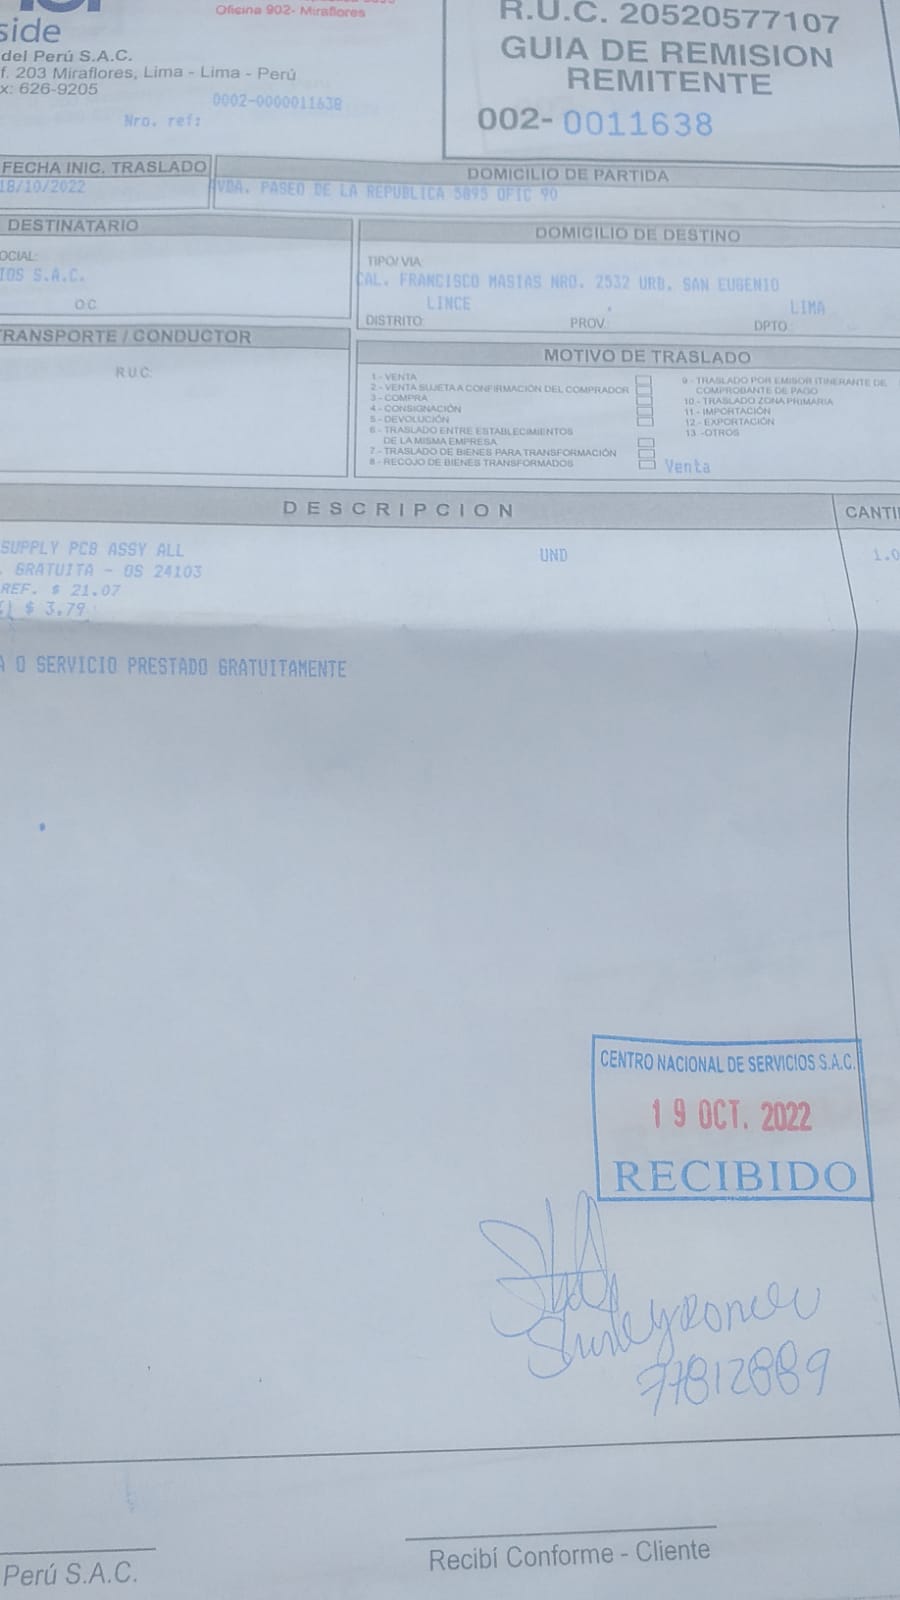 Oficina 902- Miraflores
side
del Perú S.A.C.
f. 203 Miraflores, Lima - Lima - Perú
x: 626-9205
0002-0000011638
Nro. ref:
R.U.C. 20520577107
GUIA DE REMISION
REMITENTE
002- 0011638
FECHA INIC. TRASLADO
18/10/2022
DOMICILIO DE PARTIDA
AVDA. PASEO DE LA REPUBLICA 5895 OFIC 90
DESTINATARIO
OCIAL:
IOS S.A.C.
O.C.
DOMICILIO DE DESTINO
TIPO/VIA:
CAL. FRANCISCO MASIAS NRO. 2532 URB. SAN EUGENIO
LINCE . LIMA
DISTRITO: PROV. DPTO.
TRANSPORTE / CONDUCTOR
R.U.C.
MOTIVO DE TRASLADO
1 - VENTA
2 - VENTA SUJETA A CONFIRMACIÓN DEL COMPRADOR
3 - COMPRA
4 - CONSIGNACIÓN
5 - DEVOLUCIÓN
6 - TRASLADO ENTRE ESTABLECIMIENTOS
DE LA MISMA EMPRESA
7 - TRASLADO DE BIENES PARA TRANSFORMACIÓN
8 - RECOJO DE BIENES TRANSFORMADOS
9 - TRASLADO POR EMISOR ITINERANTE DE
COMPROBANTE DE PAGO
10 - TRASLADO ZONA PRIMARIA
11 - IMPORTACIÓN
12 - EXPORTACIÓN
13 - OTROS
Venta
DESCRIPCION
CANTI
SUPPLY PCB ASSY ALL UND 1.0
. GRATUITA - OS 24103
REF. $ 21.07
$ 3.79
A O SERVICIO PRESTADO GRATUITAMENTE
CENTRO NACIONAL DE SERVICIOS S.A.C.
19 OCT. 2022
RECIBIDO
77812889
Perú S.A.C.
Recibí Conforme - Cliente